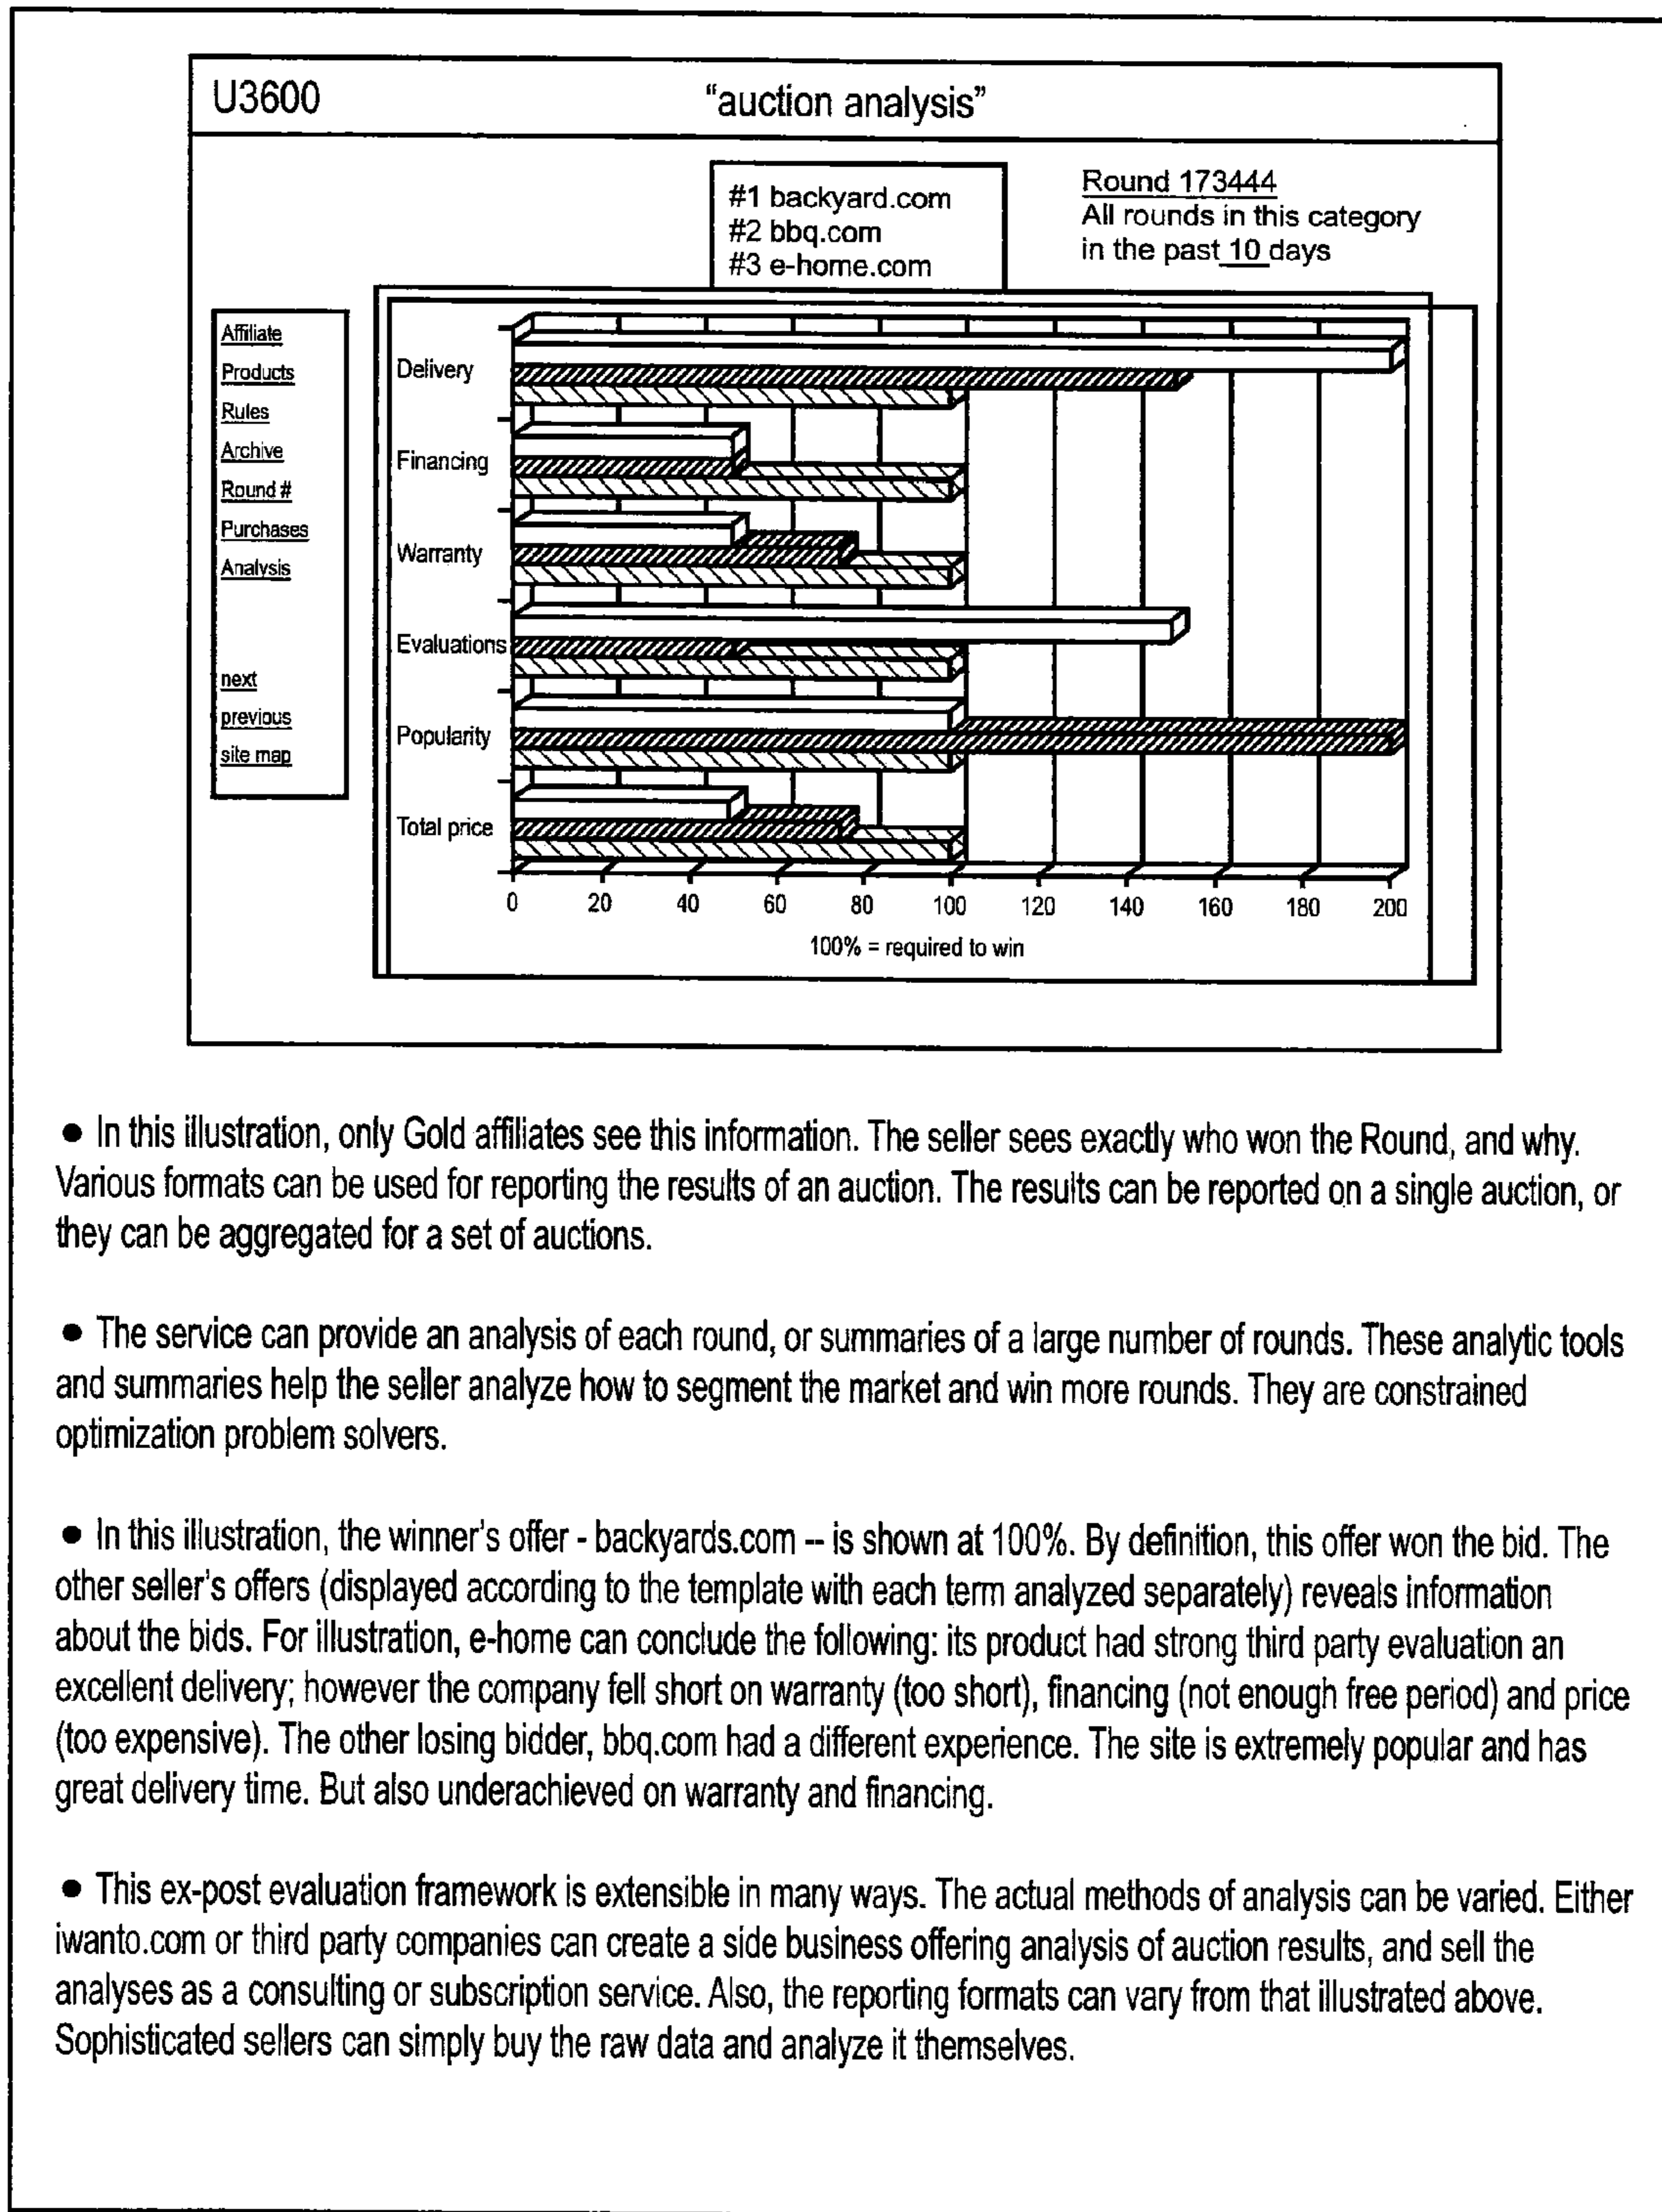 U3600
“auction analysis”
#1 backyard.com
#2 bbq.com
#3 e-home.com
Round 173444
All rounds in this category
in the past 10 days
Affiliate
Products
Rules
Archive
Round #
Purchases
Analysis
next
previous
site map
Delivery
Financing
Warranty
Evaluations
Popularity
Total price
0 20 40 60 80 100 120 140 160 180 200
100% = required to win
● In this illustration, only Gold affiliates see this information. The seller sees exactly who won the Round, and why.
Various formats can be used for reporting the results of an auction. The results can be reported on a single auction, or
they can be aggregated for a set of auctions.
● The service can provide an analysis of each round, or summaries of a large number of rounds. These analytic tools
and summaries help the seller analyze how to segment the market and win more rounds. They are constrained
optimization problem solvers.
● In this illustration, the winner’s offer - backyards.com -- is shown at 100%. By definition, this offer won the bid. The
other seller’s offers (displayed according to the template with each term analyzed separately) reveals information
about the bids. For illustration, e-home can conclude the following: its product had strong third party evaluation an
excellent delivery; however the company fell short on warranty (too short), financing (not enough free period) and price
(too expensive). The other losing bidder, bbq.com had a different experience. The site is extremely popular and has
great delivery time. But also underachieved on warranty and financing.
● This ex-post evaluation framework is extensible in many ways. The actual methods of analysis can be varied. Either
iwanto.com or third party companies can create a side business offering analysis of auction results, and sell the
analyses as a consulting or subscription service. Also, the reporting formats can vary from that illustrated above.
Sophisticated sellers can simply buy the raw data and analyze it themselves.